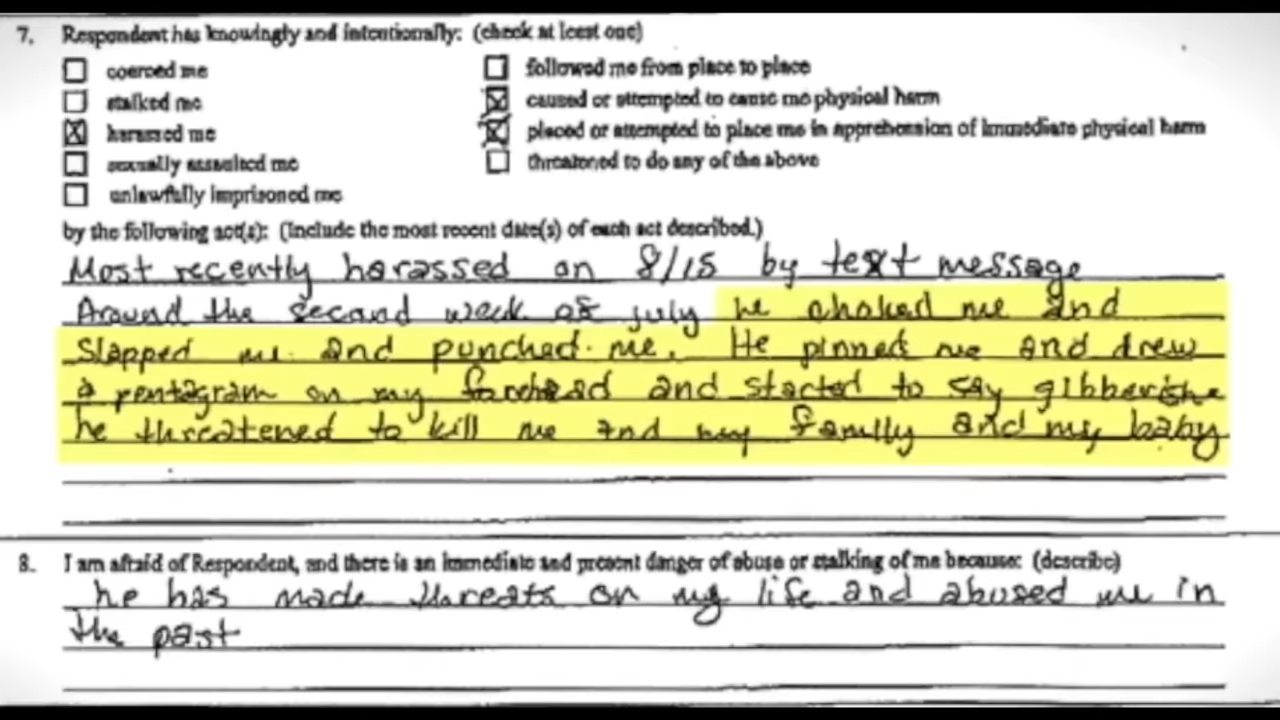 7. Respondent has knowingly and intentionally: (check at least one)
coerced me
stalked me
harassed me
sexually assaulted me
unlawfully imprisoned me
followed me from place to place
caused or attempted to cause me physical harm
placed or attempted to place me in apprehension of immediate physical harm
threatened to do any of the above
by the following act(s): (Include the most recent date(s) of each act described.)
Most recently harassed on 8/15 by text message
Around the second week of july he choked me and
slapped me and punched me. He pinned me and drew
a pentagram on my forehead and started to say gibberishe
he threatened to kill me and my family and my baby
8. I am afraid of Respondent, and there is an immediate and present danger of abuse or stalking of me because: (describe)
he has made threats on my life and abused me in
the past